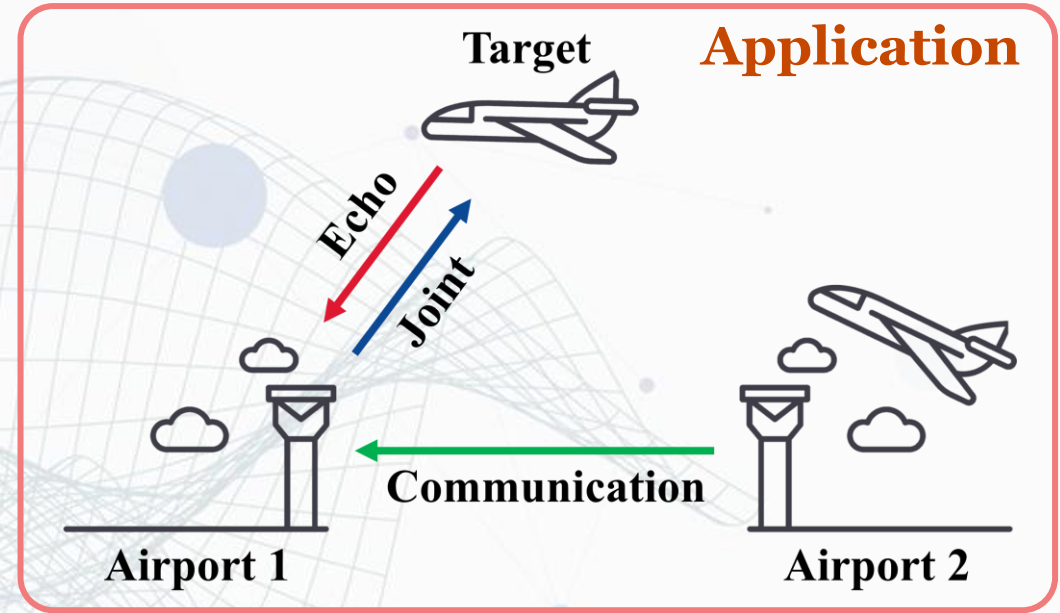 Application
Target
Echo
Joint
Communication
Airport 1
Airport 2